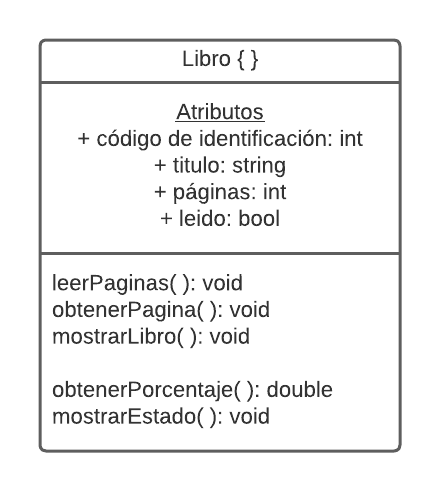 Libro { }
Atributos
+ código de identificación: int
+ titulo: string
+ páginas: int
+ leido: bool
leerPaginas( ): void
obtenerPagina( ): void
mostrarLibro( ): void
obtenerPorcentaje( ): double
mostrarEstado( ): void